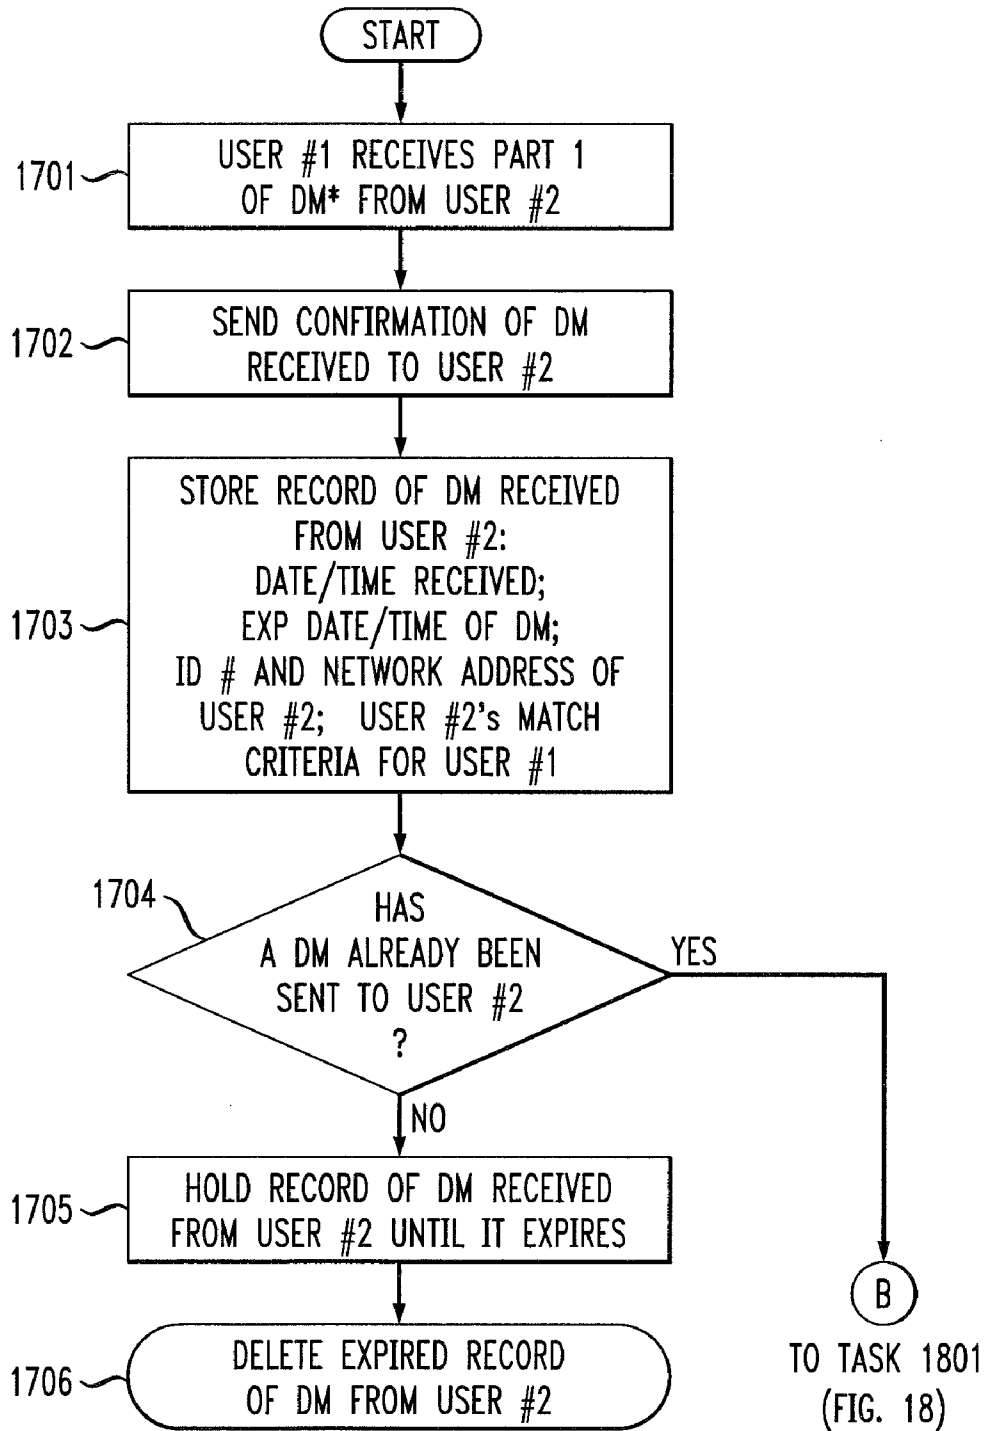 START
1701
USER #1 RECEIVES PART 1
OF DM* FROM USER #2
1702
SEND CONFIRMATION OF DM
RECEIVED TO USER #2
1703
STORE RECORD OF DM RECEIVED
FROM USER #2:
DATE/TIME RECEIVED;
EXP DATE/TIME OF DM;
ID # AND NETWORK ADDRESS OF
USER #2; USER #2's MATCH
CRITERIA FOR USER #1
1704
HAS
A DM ALREADY BEEN
SENT TO USER #2
?
YES
NO
1705
HOLD RECORD OF DM RECEIVED
FROM USER #2 UNTIL IT EXPIRES
B
TO TASK 1801
(FIG. 18)
1706
DELETE EXPIRED RECORD
OF DM FROM USER #2